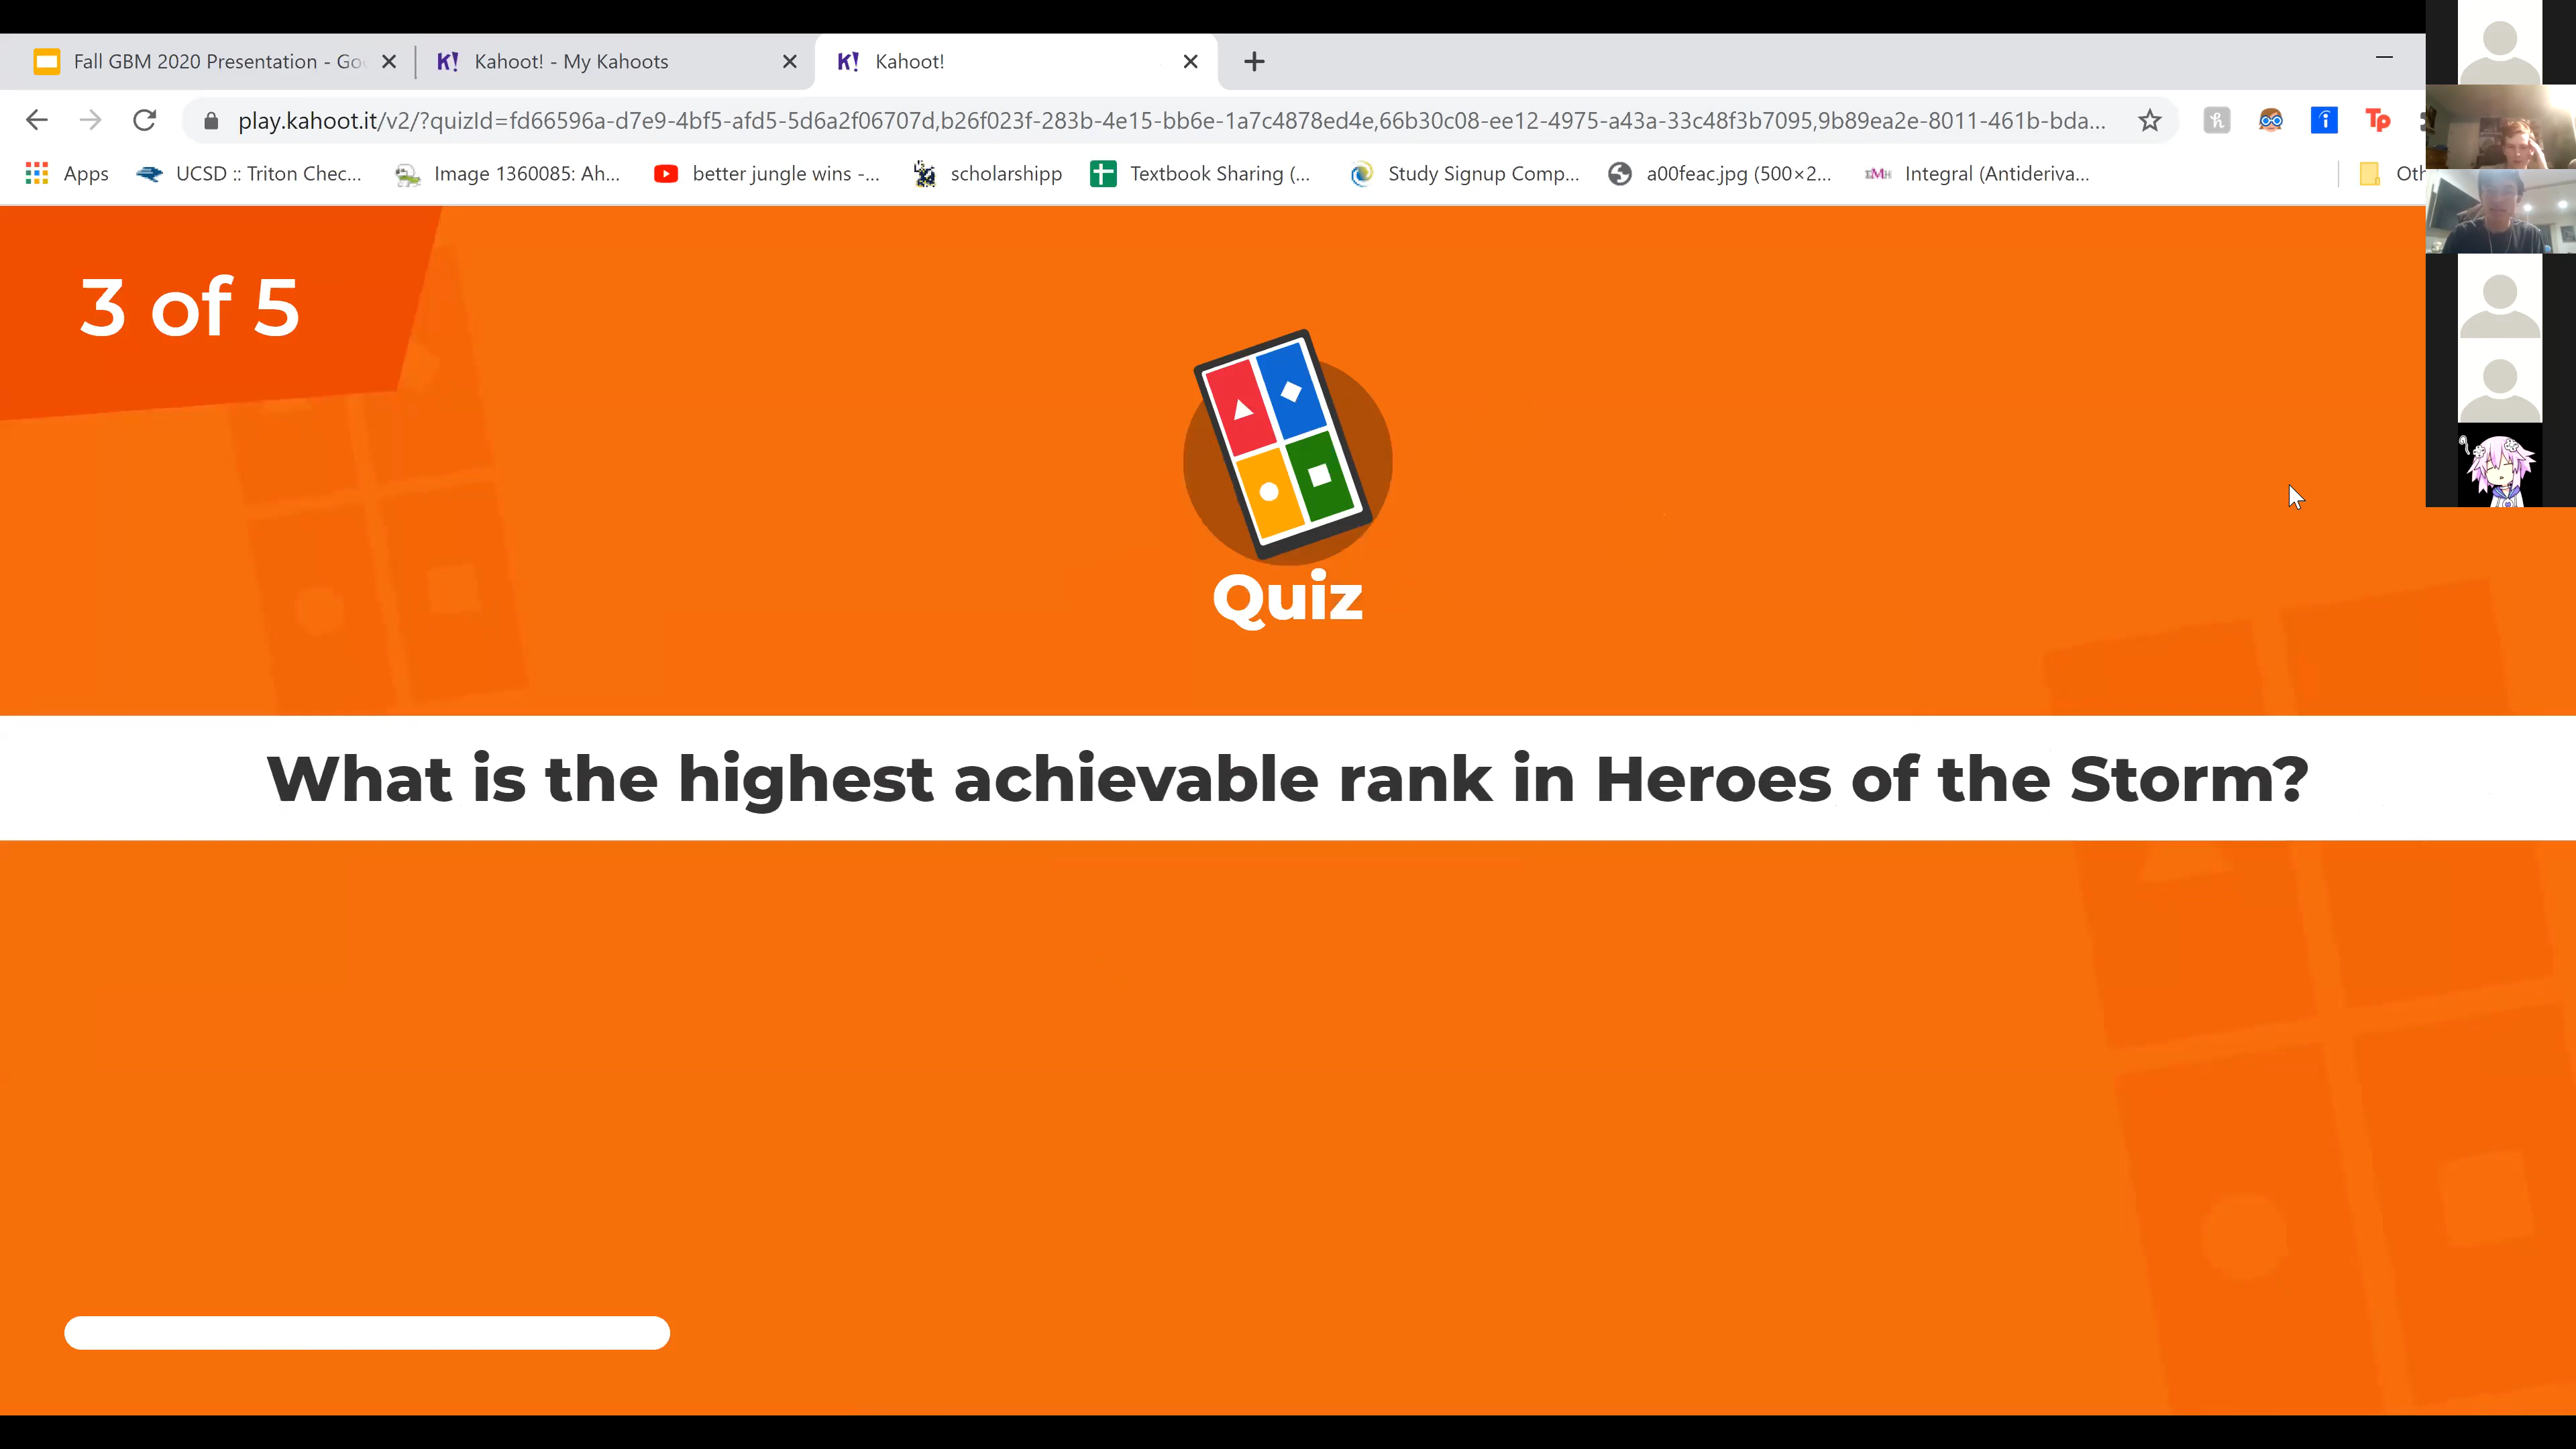 Fall GBM 2020 Presentation - Goo
K! Kahoot! - My Kahoots
K! Kahoot!
play.kahoot.it/v2/?quizId=fd66596a-d7e9-4bf5-afd5-5d6a2f06707d,b26f023f-283b-4e15-bb6e-1a7c4878ed4e,66b30c08-ee12-4975-a43a-33c48f3b7095,9b89ea2e-8011-461b-bda...
Apps
UCSD :: Triton Chec...
Image 1360085: Ah...
better jungle wins -...
scholarshipp
Textbook Sharing (...
Study Signup Comp...
a00feac.jpg (500×2...
Integral (Antideriva...
Oth
3 of 5
Quiz
What is the highest achievable rank in Heroes of the Storm?